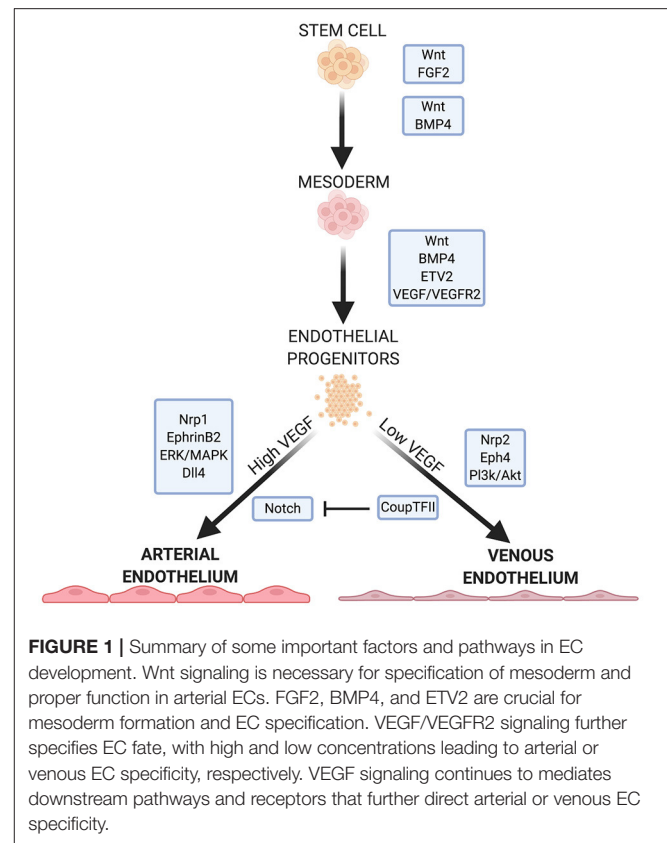 STEM CELL
Wnt
FGF2
Wnt
BMP4
MESODERM
Wnt
BMP4
ETV2
VEGF/VEGFR2
ENDOTHELIAL
PROGENITORS
Nrp1
EphrinB2
ERK/MAPK
Dll4
High VEGF
Low VEGF
Nrp2
Eph4
PI3k/Akt
Notch
CoupTFII
ARTERIAL
ENDOTHELIUM
VENOUS
ENDOTHELIUM
FIGURE 1 | Summary of some important factors and pathways in EC
development. Wnt signaling is necessary for specification of mesoderm and
proper function in arterial ECs. FGF2, BMP4, and ETV2 are crucial for
mesoderm formation and EC specification. VEGF/VEGFR2 signaling further
specifies EC fate, with high and low concentrations leading to arterial or
venous EC specificity, respectively. VEGF signaling continues to mediates
downstream pathways and receptors that further direct arterial or venous EC
specificity.